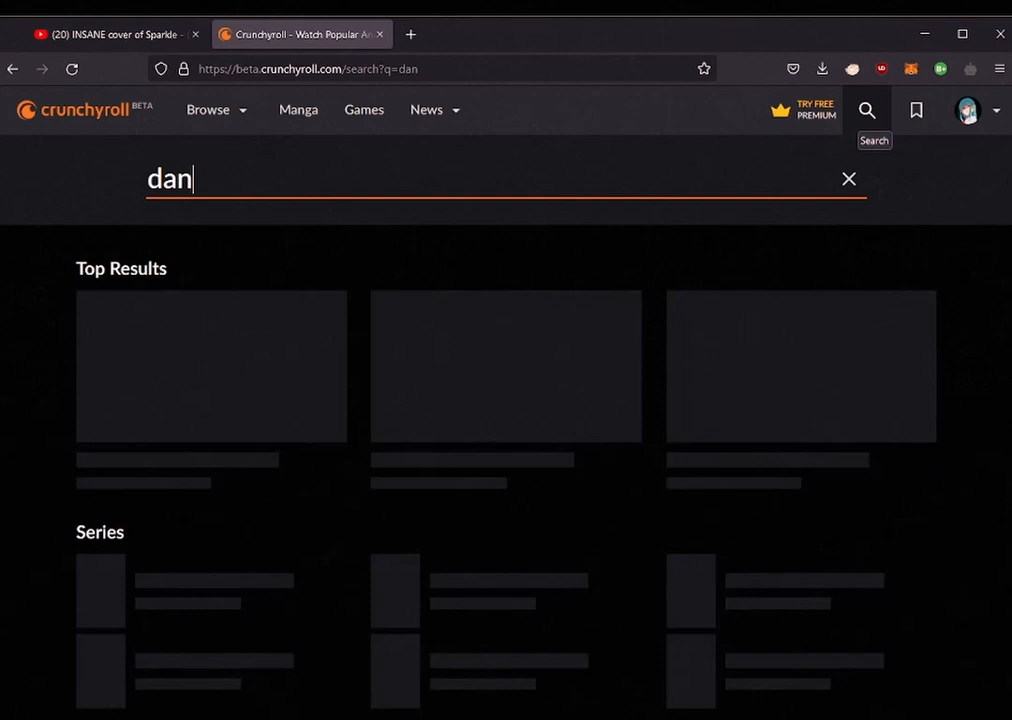 (20) INSANE cover of Sparkle - (
Crunchyroll - Watch Popular An
https://beta.crunchyroll.com/search?q=dan
crunchyroll BETA
Browse
Manga
Games
News
TRY FREE
PREMIUM
Search
dan
Top Results
Series